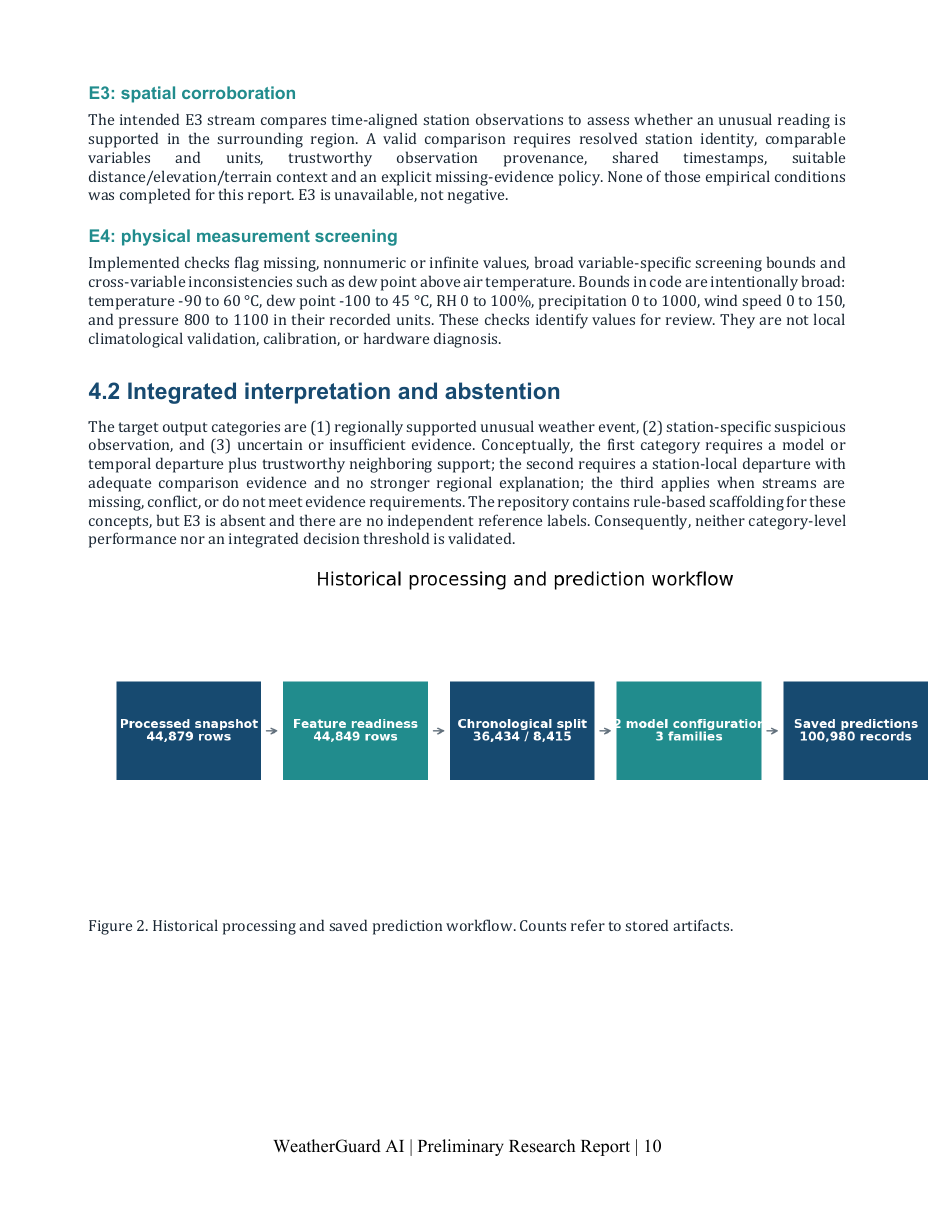 E3: spatial corroboration
The intended E3 stream compares time-aligned station observations to assess whether an unusual reading is
supported in the surrounding region. A valid comparison requires resolved station identity, comparable
variables and units, trustworthy observation provenance, shared timestamps, suitable
distance/elevation/terrain context and an explicit missing-evidence policy. None of those empirical conditions
was completed for this report. E3 is unavailable, not negative.
E4: physical measurement screening
Implemented checks flag missing, nonnumeric or infinite values, broad variable-specific screening bounds and
cross-variable inconsistencies such as dew point above air temperature. Bounds in code are intentionally broad:
temperature -90 to 60 °C, dew point -100 to 45 °C, RH 0 to 100%, precipitation 0 to 1000, wind speed 0 to 150,
and pressure 800 to 1100 in their recorded units. These checks identify values for review. They are not local
climatological validation, calibration, or hardware diagnosis.
4.2 Integrated interpretation and abstention
The target output categories are (1) regionally supported unusual weather event, (2) station-specific suspicious
observation, and (3) uncertain or insufficient evidence. Conceptually, the first category requires a model or
temporal departure plus trustworthy neighboring support; the second requires a station-local departure with
adequate comparison evidence and no stronger regional explanation; the third applies when streams are
missing, conflict, or do not meet evidence requirements. The repository contains rule-based scaffolding for these
concepts, but E3 is absent and there are no independent reference labels. Consequently, neither category-level
performance nor an integrated decision threshold is validated.
Historical processing and prediction workflow
Processed snapshot
44,879 rows
Feature readiness
44,849 rows
Chronological split
36,434 / 8,415
2 model configuration
3 families
Saved predictions
100,980 records
Figure 2. Historical processing and saved prediction workflow. Counts refer to stored artifacts.
WeatherGuard AI | Preliminary Research Report | 10